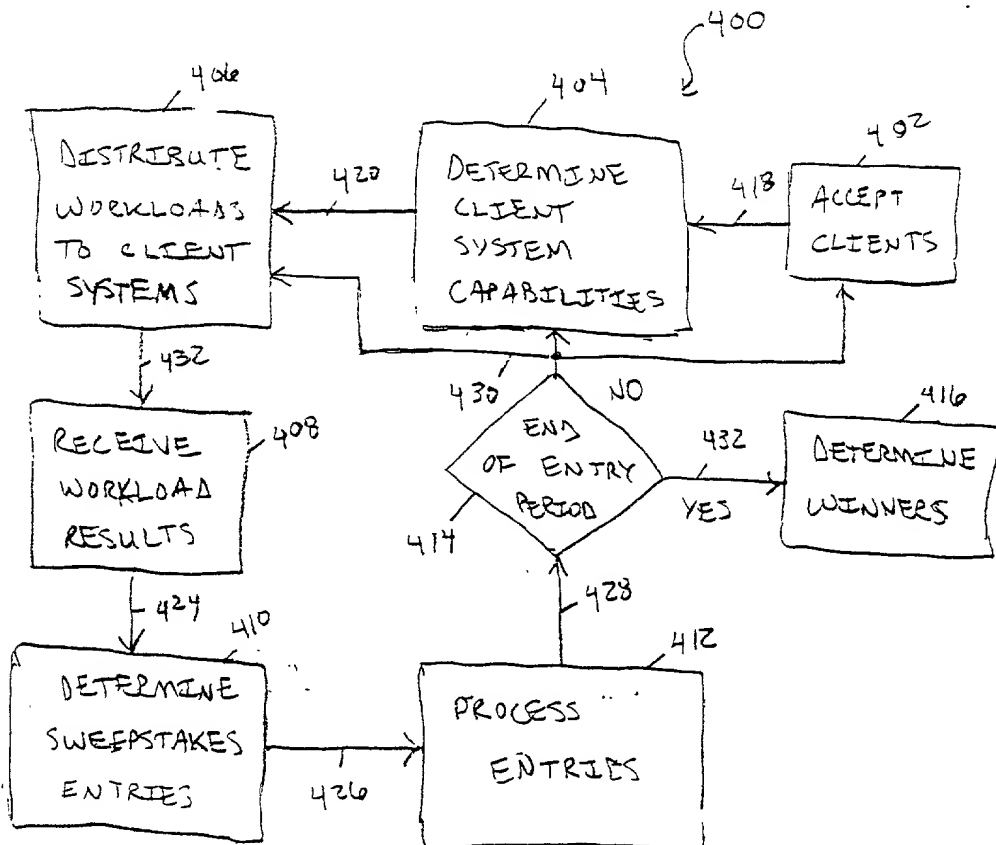 400
406
404
402
DISTRIBUTE
WORKLOADS
TO CLIENT
SYSTEMS
420
DETERMINE
CLIENT
SYSTEM
CAPABILITIES
418
ACCEPT
CLIENTS
432
430
NO
RECEIVE
WORKLOAD
RESULTS
408
END
OF ENTRY
PERIOD
414
432
YES
416
DETERMINE
WINNERS
424
428
410
412
DETERMINE
SWEEPSTAKES
ENTRIES
426
PROCESS
ENTRIES